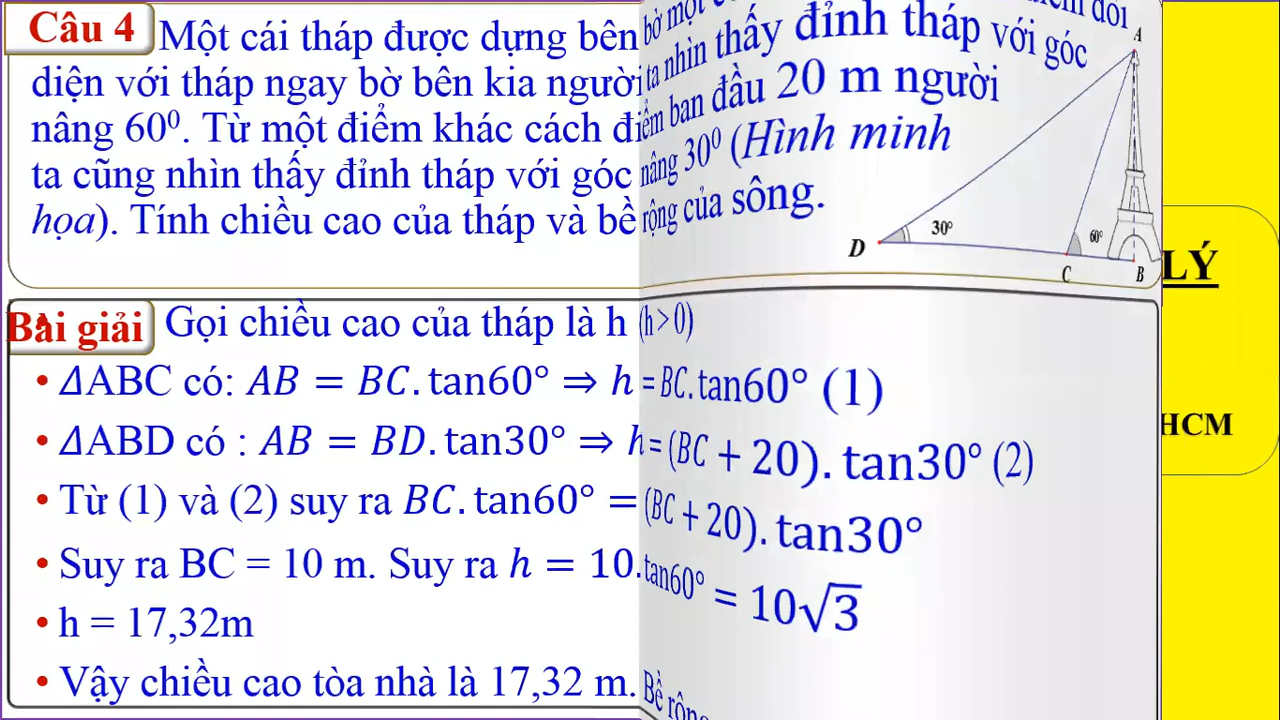 Câu 4 Một cái tháp được dựng bên bờ một c đối
diện với tháp ngay bờ bên kia người ta nhìn thấy đỉnh tháp với góc
nâng 60⁰. Từ một điểm khác cách điểm ban đầu 20 m người
ta cũng nhìn thấy đỉnh tháp với góc nâng 30⁰ (Hình minh
họa). Tính chiều cao của tháp và bề rộng của sông.
A
30°
60°
D
C
B
LÝ
HCM
Bài giải Gọi chiều cao của tháp là h (h > 0)
• ΔABC có: AB = BC.tan60° ⇒ h = BC.tan60° (1)
• ΔABD có : AB = BD.tan30° ⇒ h = (BC + 20).tan30° (2)
• Từ (1) và (2) suy ra BC.tan60° = (BC + 20).tan30°
• Suy ra BC = 10 m. Suy ra h = 10.tan60° = 10√3
• h = 17,32m
• Vậy chiều cao tòa nhà là 17,32 m. Bề rộng